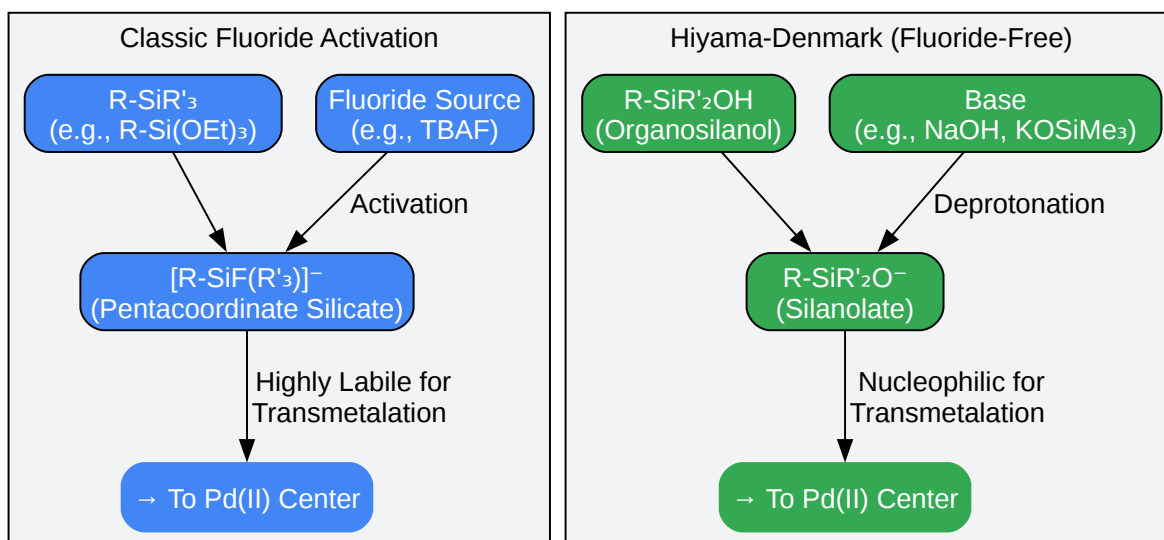 Classic Fluoride Activation
R-SiR'₃
(e.g., R-Si(OEt)₃)
Fluoride Source
(e.g., TBAF)
Activation
[R-SiF(R'₃)]⁻
(Pentacoordinate Silicate)
Highly Labile for
Transmetalation
→ To Pd(II) Center
Hiyama-Denmark (Fluoride-Free)
R-SiR'₂OH
(Organosilanol)
Base
(e.g., NaOH, KOSiMe₃)
Deprotonation
R-SiR'₂O⁻
(Silanolate)
Nucleophilic for
Transmetalation
→ To Pd(II) Center